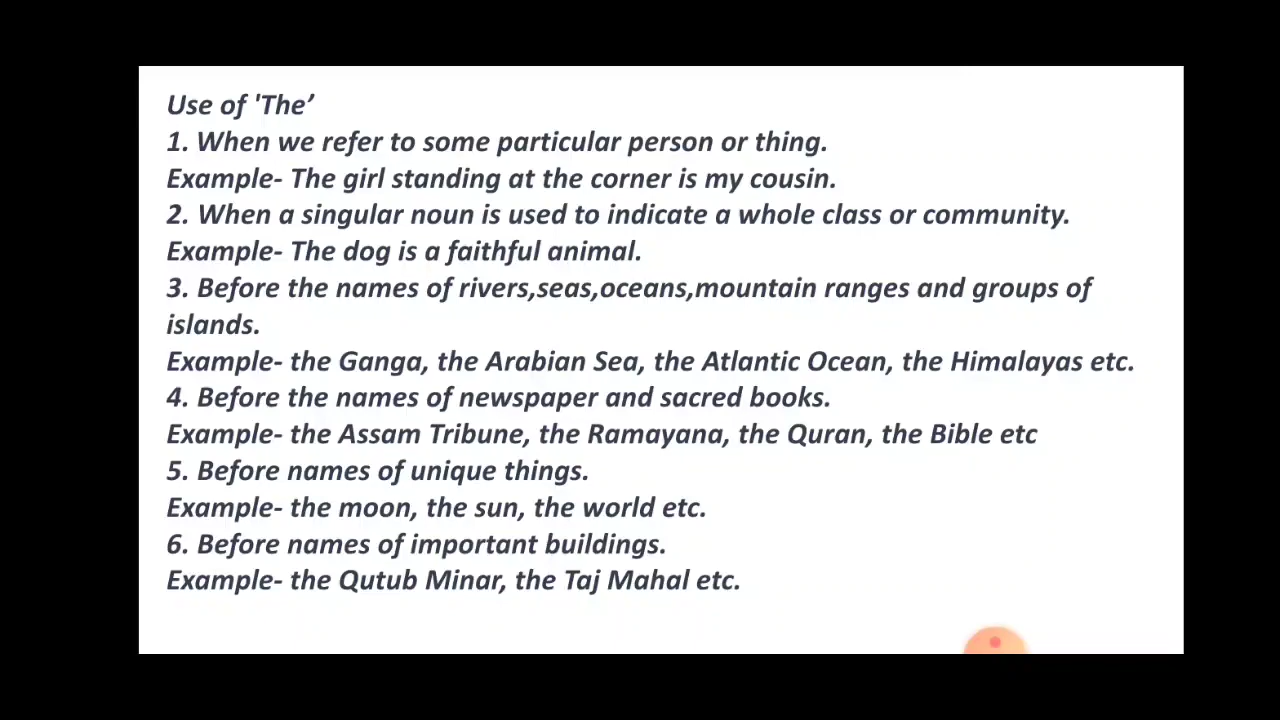 Use of 'The’
1. When we refer to some particular person or thing.
Example- The girl standing at the corner is my cousin.
2. When a singular noun is used to indicate a whole class or community.
Example- The dog is a faithful animal.
3. Before the names of rivers,seas,oceans,mountain ranges and groups of
islands.
Example- the Ganga, the Arabian Sea, the Atlantic Ocean, the Himalayas etc.
4. Before the names of newspaper and sacred books.
Example- the Assam Tribune, the Ramayana, the Quran, the Bible etc
5. Before names of unique things.
Example- the moon, the sun, the world etc.
6. Before names of important buildings.
Example- the Qutub Minar, the Taj Mahal etc.